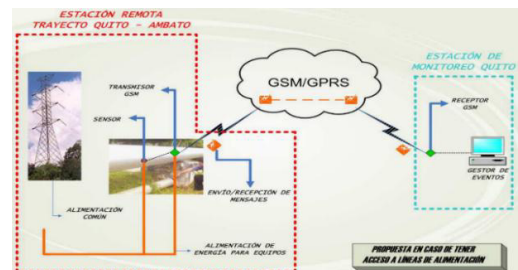 ESTACIÓN REMOTA
TRAYECTO QUITO - AMBATO
TRANSMISOR
GSM
SENSOR
GSM/GPRS
ESTACIÓN DE
MONITOREO QUITO
RECEPTOR
GSM
GESTOR DE
EVENTOS
ENVÍO/RECEPCIÓN DE
MENSAJES
ALIMENTACIÓN
COMÚN
ALIMENTACIÓN DE
ENERGÍA PARA EQUIPOS
PROPUESTA EN CASO DE TENER
ACCESO A LÍNEAS DE ALIMENTACIÓN